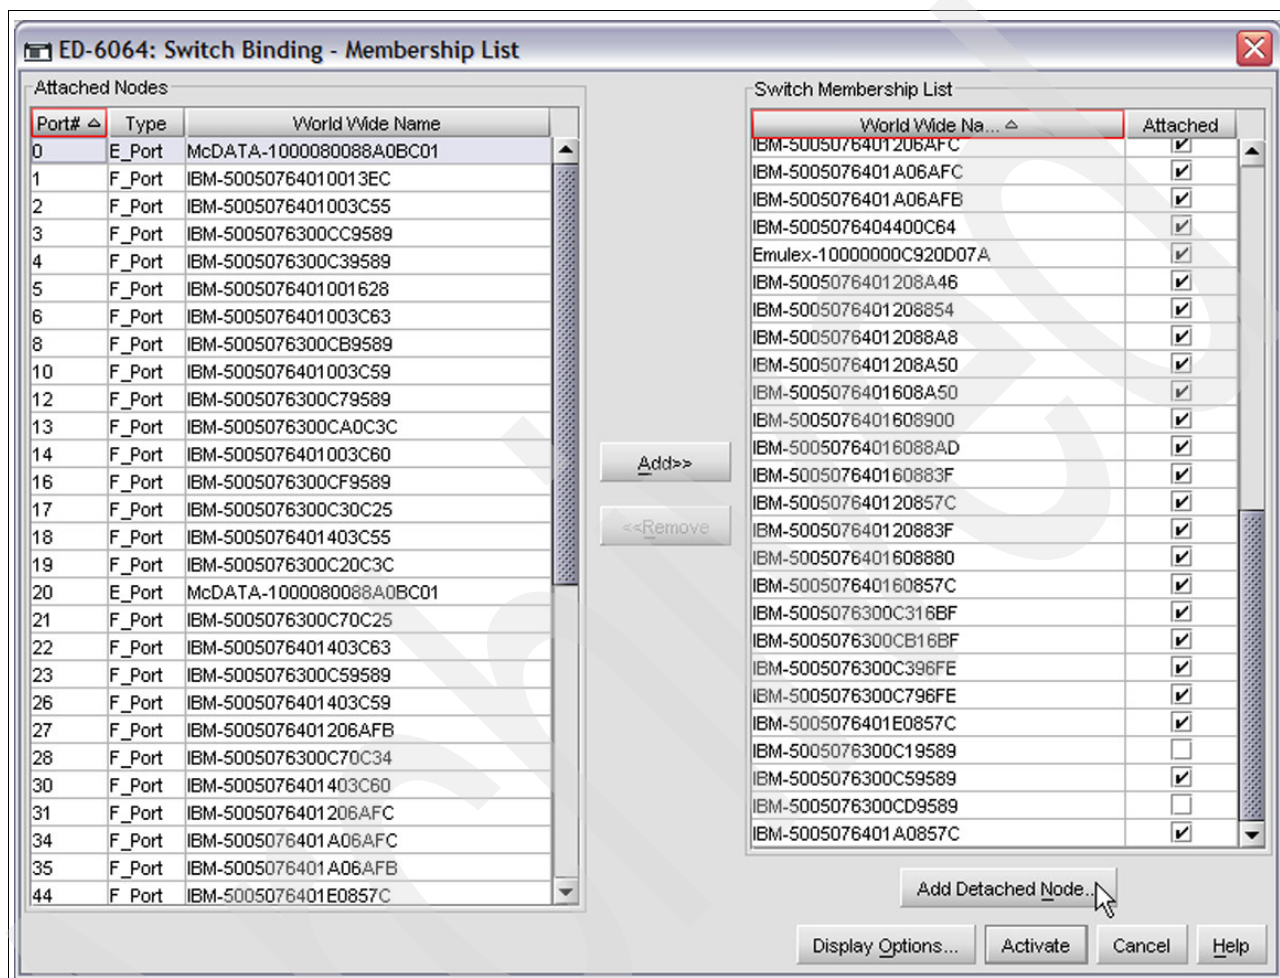 ED-6064: Switch Binding - Membership List
Attached Nodes
Port# Type World Wide Name
0 E_Port McDATA-1000080088A0BC01
1 F_Port IBM-50050764010013EC
2 F_Port IBM-5005076401003C55
3 F_Port IBM-5005076300CC9589
4 F_Port IBM-5005076300C39589
5 F_Port IBM-5005076401001628
6 F_Port IBM-5005076401003C63
8 F_Port IBM-5005076300CB9589
10 F_Port IBM-5005076401003C59
12 F_Port IBM-5005076300C79589
13 F_Port IBM-5005076300CA0C3C
14 F_Port IBM-5005076401003C60
16 F_Port IBM-5005076300CF9589
17 F_Port IBM-5005076300C30C25
18 F_Port IBM-5005076401403C55
19 F_Port IBM-5005076300C20C3C
20 E_Port McDATA-1000080088A0BC01
21 F_Port IBM-5005076300C70C25
22 F_Port IBM-5005076401403C63
23 F_Port IBM-5005076300C59589
26 F_Port IBM-5005076401403C59
27 F_Port IBM-5005076401206AFB
28 F_Port IBM-5005076300C70C34
30 F_Port IBM-5005076401403C60
31 F_Port IBM-5005076401206AFC
34 F_Port IBM-5005076401A06AFC
35 F_Port IBM-5005076401A06AFB
44 F_Port IBM-5005076401E0857C
Add>>
<<Remove
Switch Membership List
World Wide Na... Attached
IBM-5005076401206AFC
IBM-5005076401A06AFC
IBM-5005076401A06AFB
IBM-5005076404400C64
Emulex-10000000C920D07A
IBM-5005076401208A46
IBM-5005076401208854
IBM-50050764012088A8
IBM-5005076401208A50
IBM-5005076401608A50
IBM-5005076401608900
IBM-50050764016088AD
IBM-500507640160883F
IBM-500507640120857C
IBM-500507640120883F
IBM-5005076401608880
IBM-500507640160857C
IBM-5005076300C316BF
IBM-5005076300CB16BF
IBM-5005076300C396FE
IBM-5005076300C796FE
IBM-5005076401E0857C
IBM-5005076300C19589
IBM-5005076300C59589
IBM-5005076300CD9589
IBM-5005076401A0857C
Add Detached Node...
Display Options...
Activate
Cancel
Help